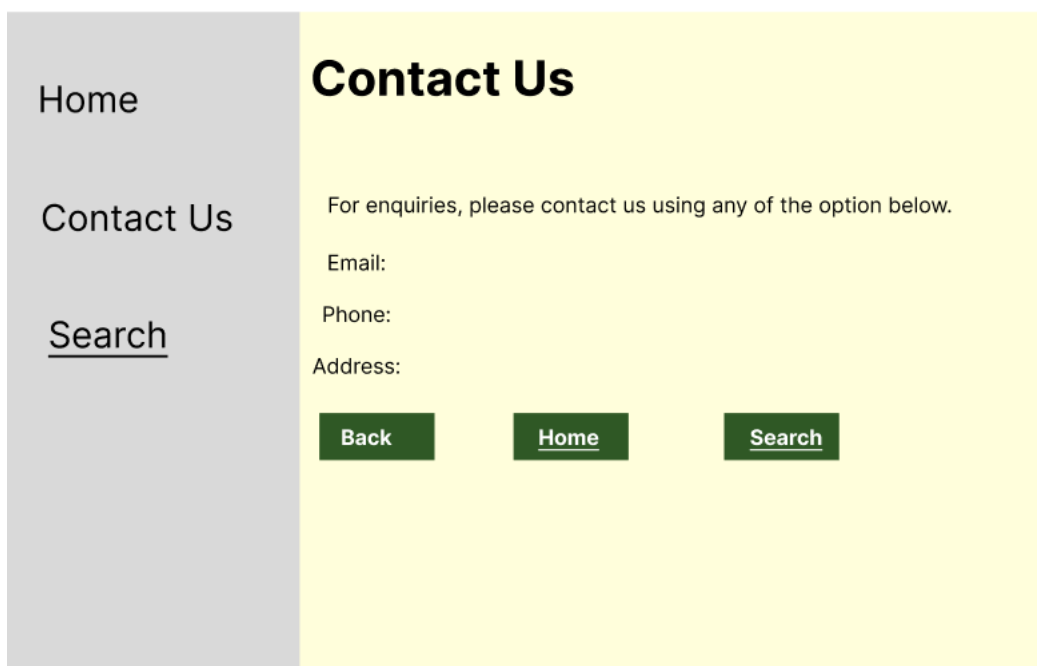 Home
Contact Us
Search
Contact Us
For enquiries, please contact us using any of the option below.
Email:
Phone:
Address:
Back
Home
Search